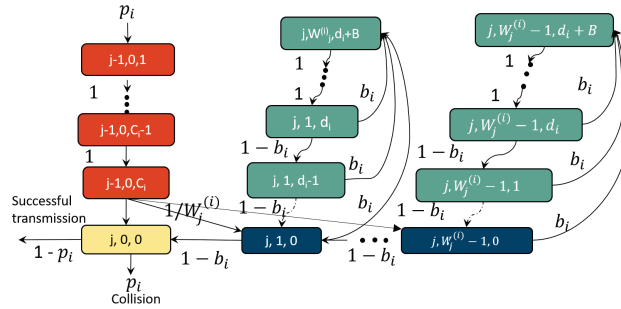 p_i
j-1,0,1
1
j-1,0,C_i-1
1
j-1,0,C_i
Successful
transmission
1/W_j^{(i)}
j, 0, 0
1 - p_i
p_i
Collision
1 - b_i
j,W^{(i)}_j,d_i+B
1
1
b_i
j, 1, d_i
1 - b_i
b_i
j, 1, d_i-1
1 - b_i
b_i
j, 1, 0
1 - b_i
j, W_j^{(i)} - 1, d_i + B
1
1
b_i
j, W_j^{(i)} - 1, d_i
1 - b_i
b_i
j, W_j^{(i)} - 1, 1
1 - b_i
b_i
j, W_j^{(i)} - 1, 0